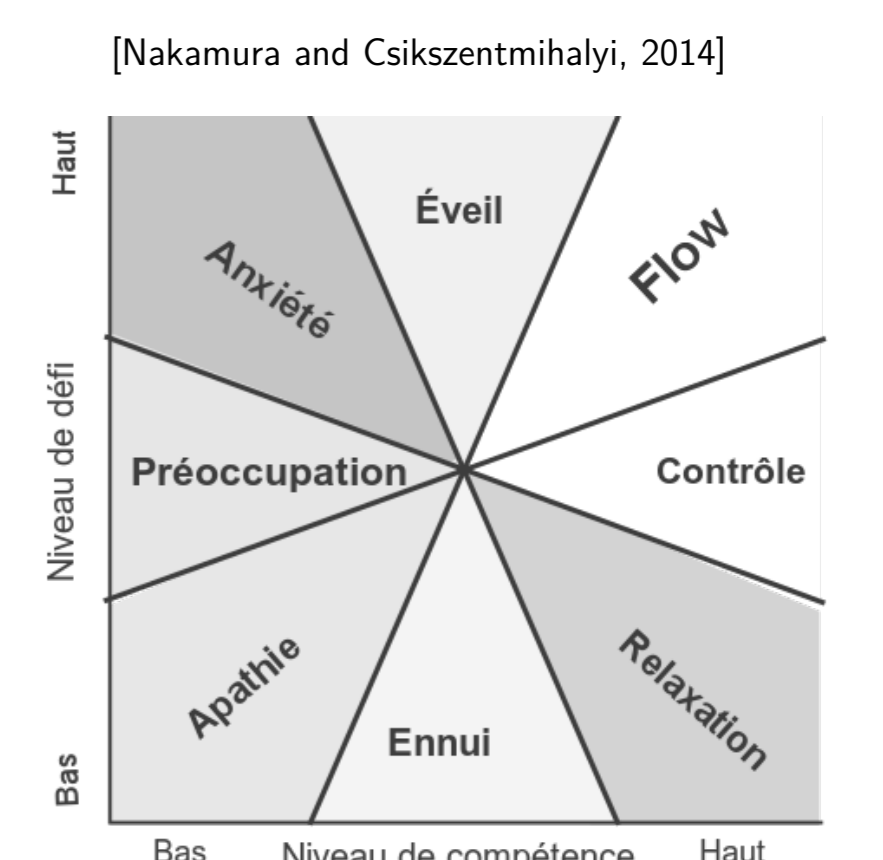 [Nakamura and Csikszentmihalyi, 2014]
Haut
Éveil
Flow
Anxiété
Niveau de défi
Préoccupation
Contrôle
Apathie
Relaxation
Ennui
Bas
Bas Niveau de compétence Haut